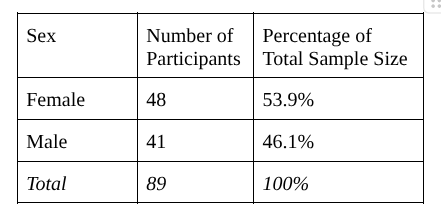 Sex Number of Percentage of
Participants Total Sample Size
Female 48 53.9%
Male 41 46.1%
Total 89 100%